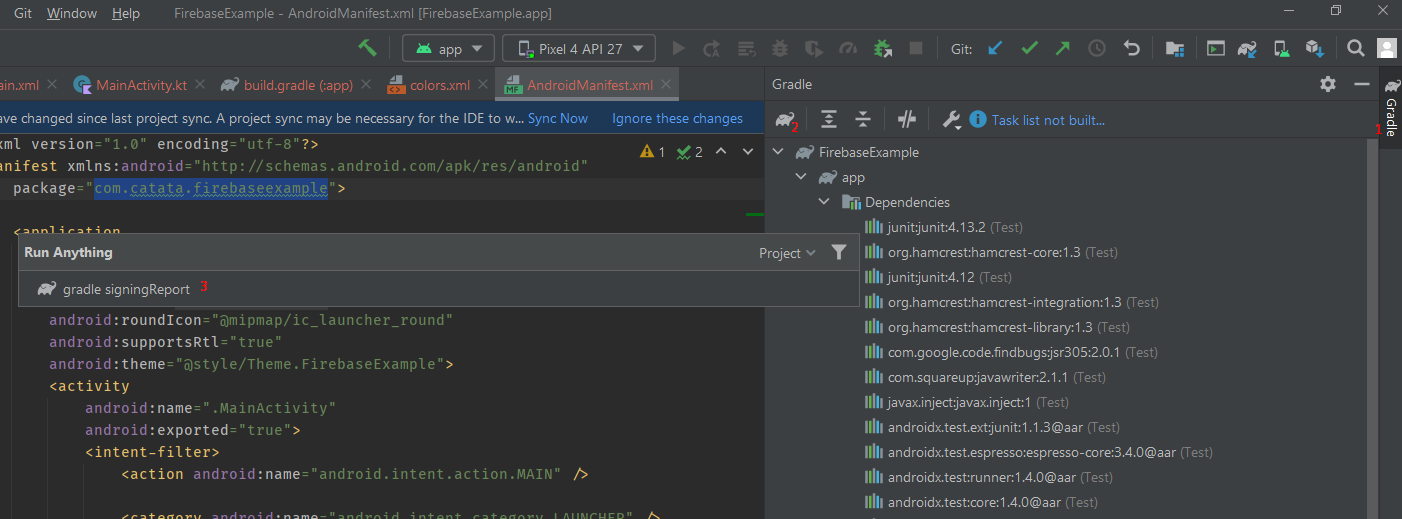 Git Window Help FirebaseExample - AndroidManifest.xml [FirebaseExample.app]
app Pixel 4 API 27 Git:
ain.xml MainActivity.kt build.gradle (:app) colors.xml AndroidManifest.xml
ave changed since last project sync. A project sync may be necessary for the IDE to w... Sync Now Ignore these changes
xml version="1.0" encoding="utf-8"?>
anifest xmlns:android="http://schemas.android.com/apk/res/android"
package="com.catata.firebaseexample">
1 2
<application
Run Anything Project
gradle signingReport 3
android:roundIcon="@mipmap/ic_launcher_round"
android:supportsRtl="true"
android:theme="@style/Theme.FirebaseExample">
<activity
android:name=".MainActivity"
android:exported="true">
<intent-filter>
<action android:name="android.intent.action.MAIN" />
<category android:name="android.intent.category.LAUNCHER" />
Gradle
2 Task list not built...
FirebaseExample
app
Dependencies
junit:junit:4.13.2 (Test)
org.hamcrest:hamcrest-core:1.3 (Test)
junit:junit:4.12 (Test)
org.hamcrest:hamcrest-integration:1.3 (Test)
org.hamcrest:hamcrest-library:1.3 (Test)
com.google.code.findbugs:jsr305:2.0.1 (Test)
com.squareup:javawriter:2.1.1 (Test)
javax.inject:javax.inject:1 (Test)
androidx.test.ext:junit:1.1.3@aar (Test)
androidx.test.espresso:espresso-core:3.4.0@aar (Test)
androidx.test:runner:1.4.0@aar (Test)
androidx.test:core:1.4.0@aar (Test)
Gradle
1